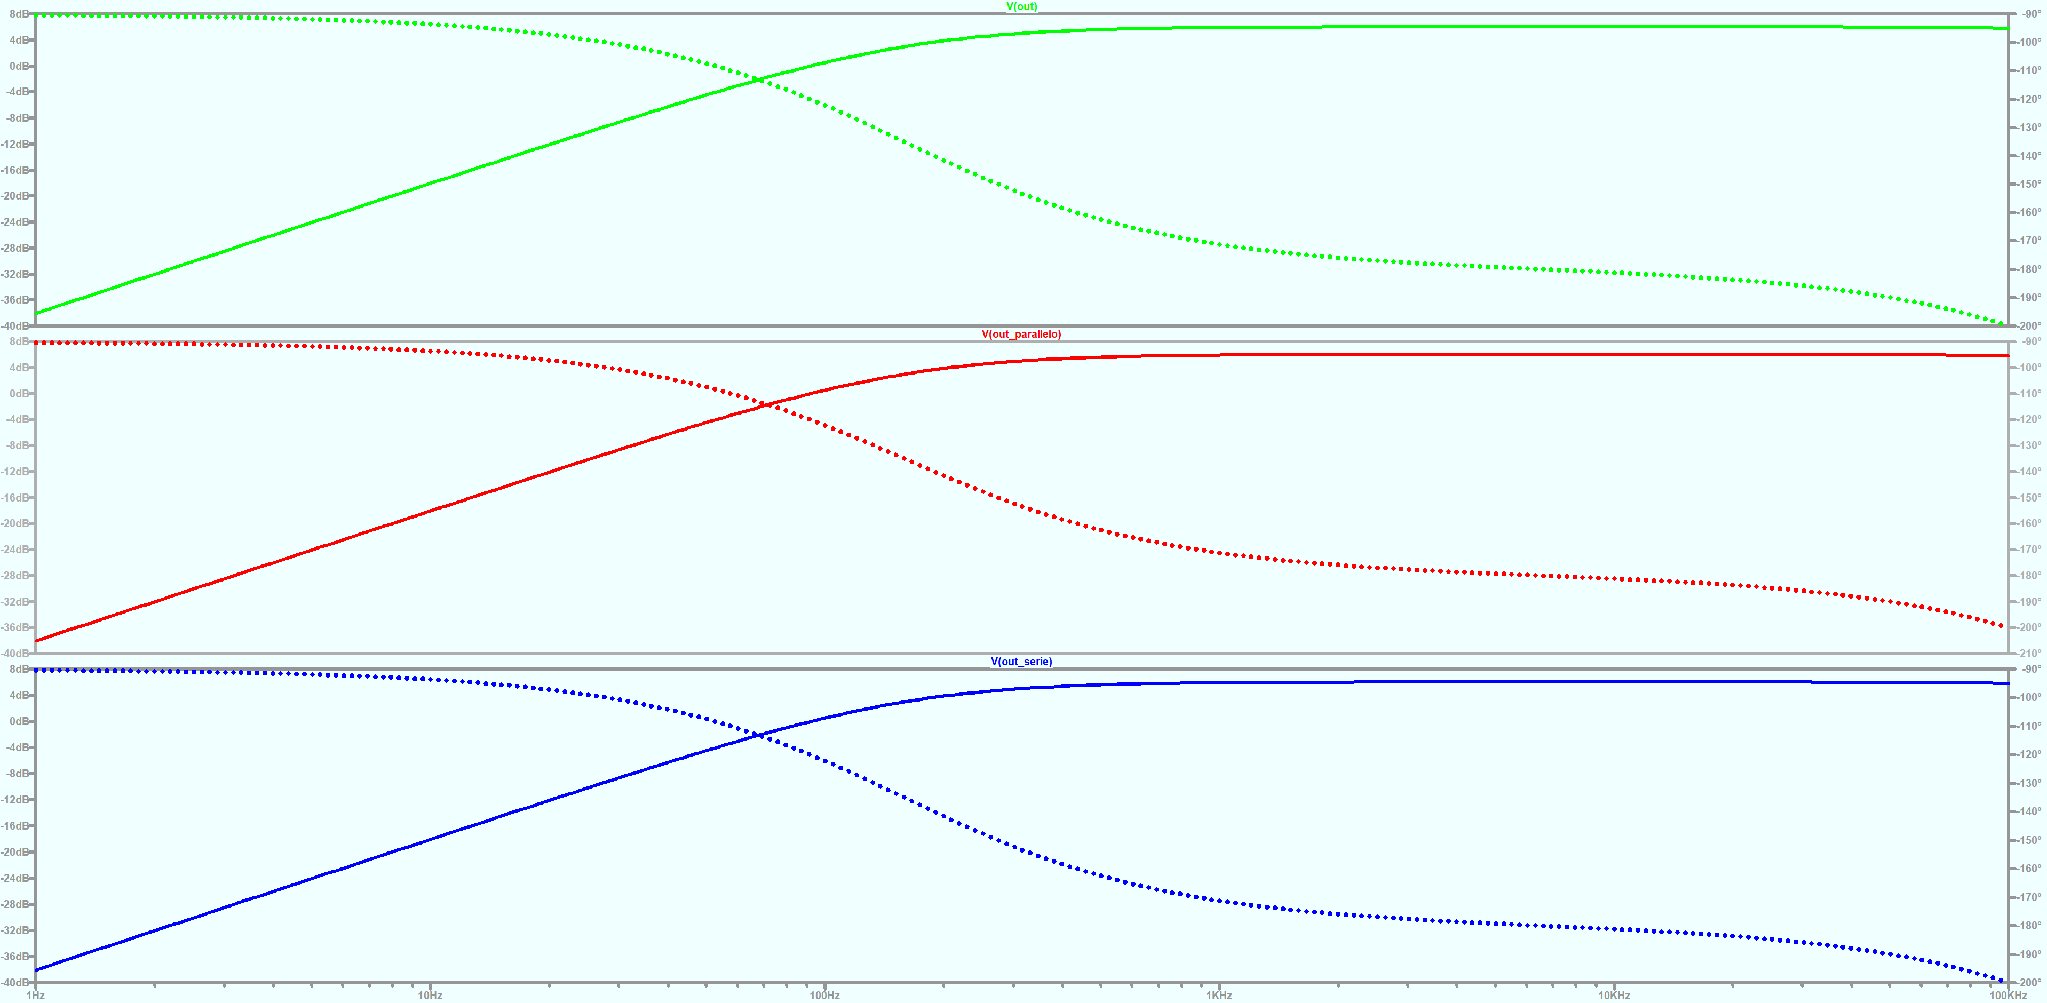 V(out)
8dB -90°
4dB -100°
0dB -110°
-4dB -120°
-8dB -130°
-12dB -140°
-16dB -150°
-20dB -160°
-24dB -170°
-28dB -180°
-32dB -190°
-36dB -200°
-40dB
V(out_parallelo)
8dB -90°
4dB -100°
0dB -110°
-4dB -120°
-8dB -130°
-12dB -140°
-16dB -150°
-20dB -160°
-24dB -170°
-28dB -180°
-32dB -190°
-36dB -200°
-40dB -210°
V(out_serie)
8dB -90°
4dB -100°
0dB -110°
-4dB -120°
-8dB -130°
-12dB -140°
-16dB -150°
-20dB -160°
-24dB -170°
-28dB -180°
-32dB -190°
-36dB -200°
-40dB
1Hz 10Hz 100Hz 1KHz 10KHz 100KHz